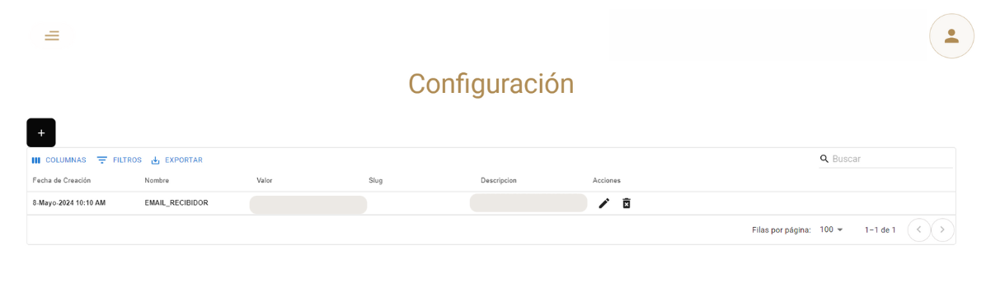 Configuración
+
COLUMNAS FILTROS EXPORTAR Buscar
Fecha de Creación Nombre Valor Slug Descripcion Acciones
8-Mayo-2024 10:10 AM EMAIL_RECIBIDOR
Filas por página: 100 1–1 de 1